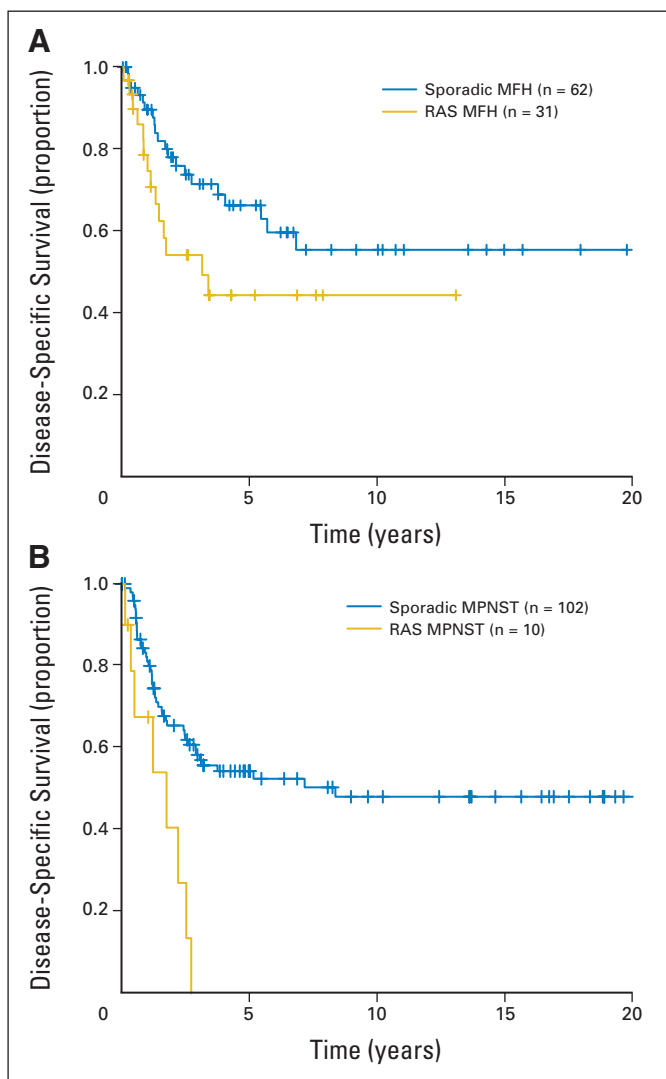 A
Disease-Specific Survival (proportion)
1.0
0.8
0.6
0.4
0.2
0
5
10
15
20
Time (years)
Sporadic MFH (n = 62)
RAS MFH (n = 31)
B
Disease-Specific Survival (proportion)
1.0
0.8
0.6
0.4
0.2
0
5
10
15
20
Time (years)
Sporadic MPNST (n = 102)
RAS MPNST (n = 10)